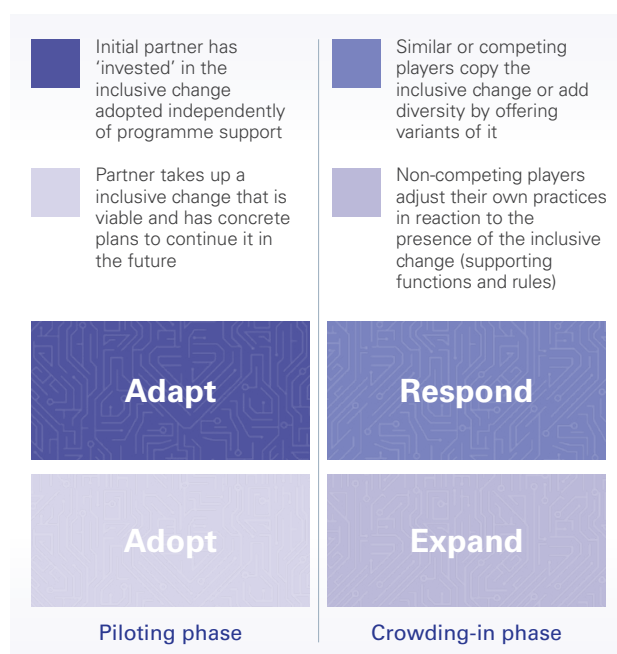 Initial partner has
‘invested’ in the
inclusive change
adopted independently
of programme support
Partner takes up a
inclusive change that is
viable and has concrete
plans to continue it in
the future
Similar or competing
players copy the
inclusive change or add
diversity by offering
variants of it
Non-competing players
adjust their own practices
in reaction to the
presence of the inclusive
change (supporting
functions and rules)
Adapt
Respond
Adopt
Expand
Piloting phase
Crowding-in phase